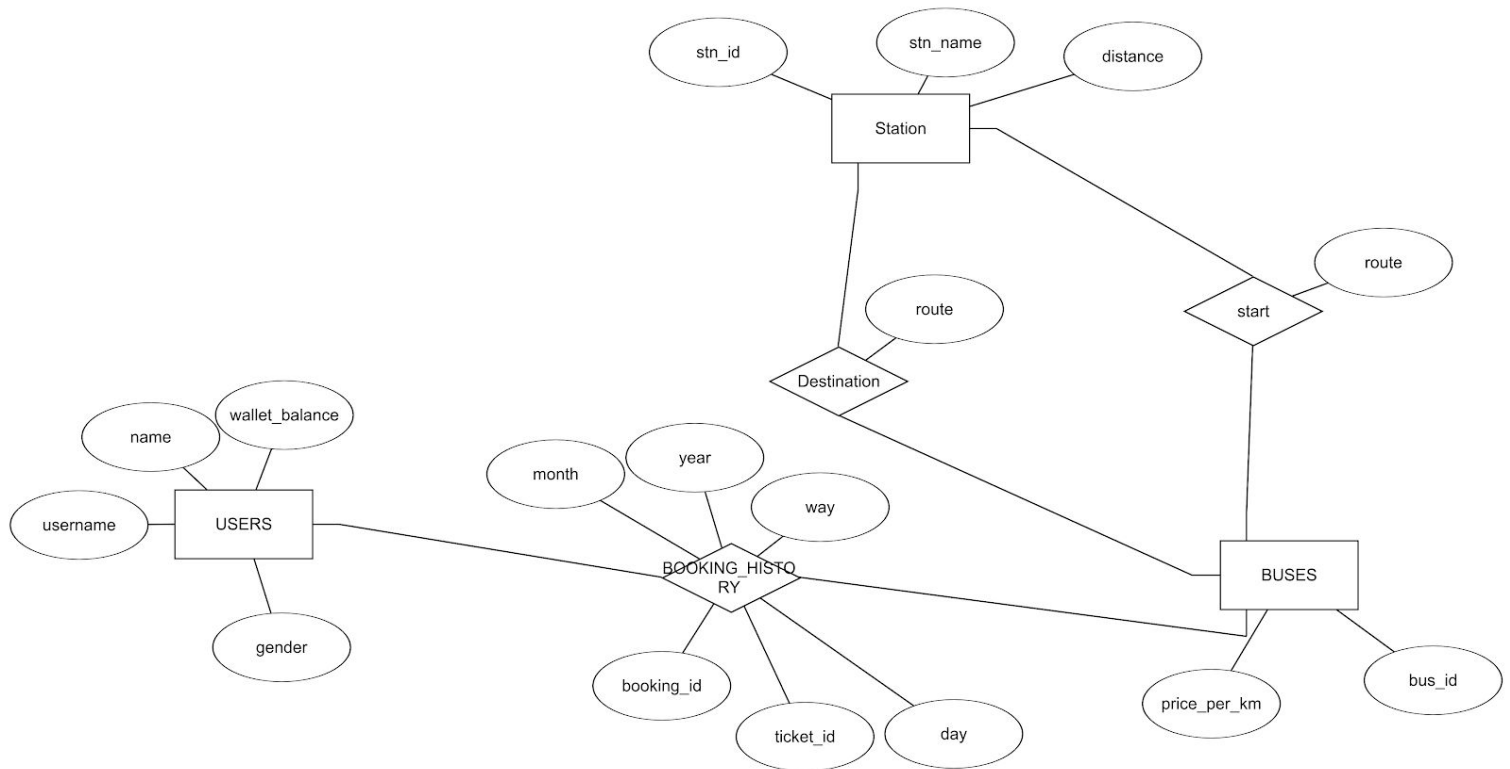 stn_id
stn_name
distance
Station
route
start
route
Destination
wallet_balance
name
username
USERS
gender
month
year
way
BOOKING_HISTO
RY
booking_id
ticket_id
day
BUSES
price_per_km
bus_id